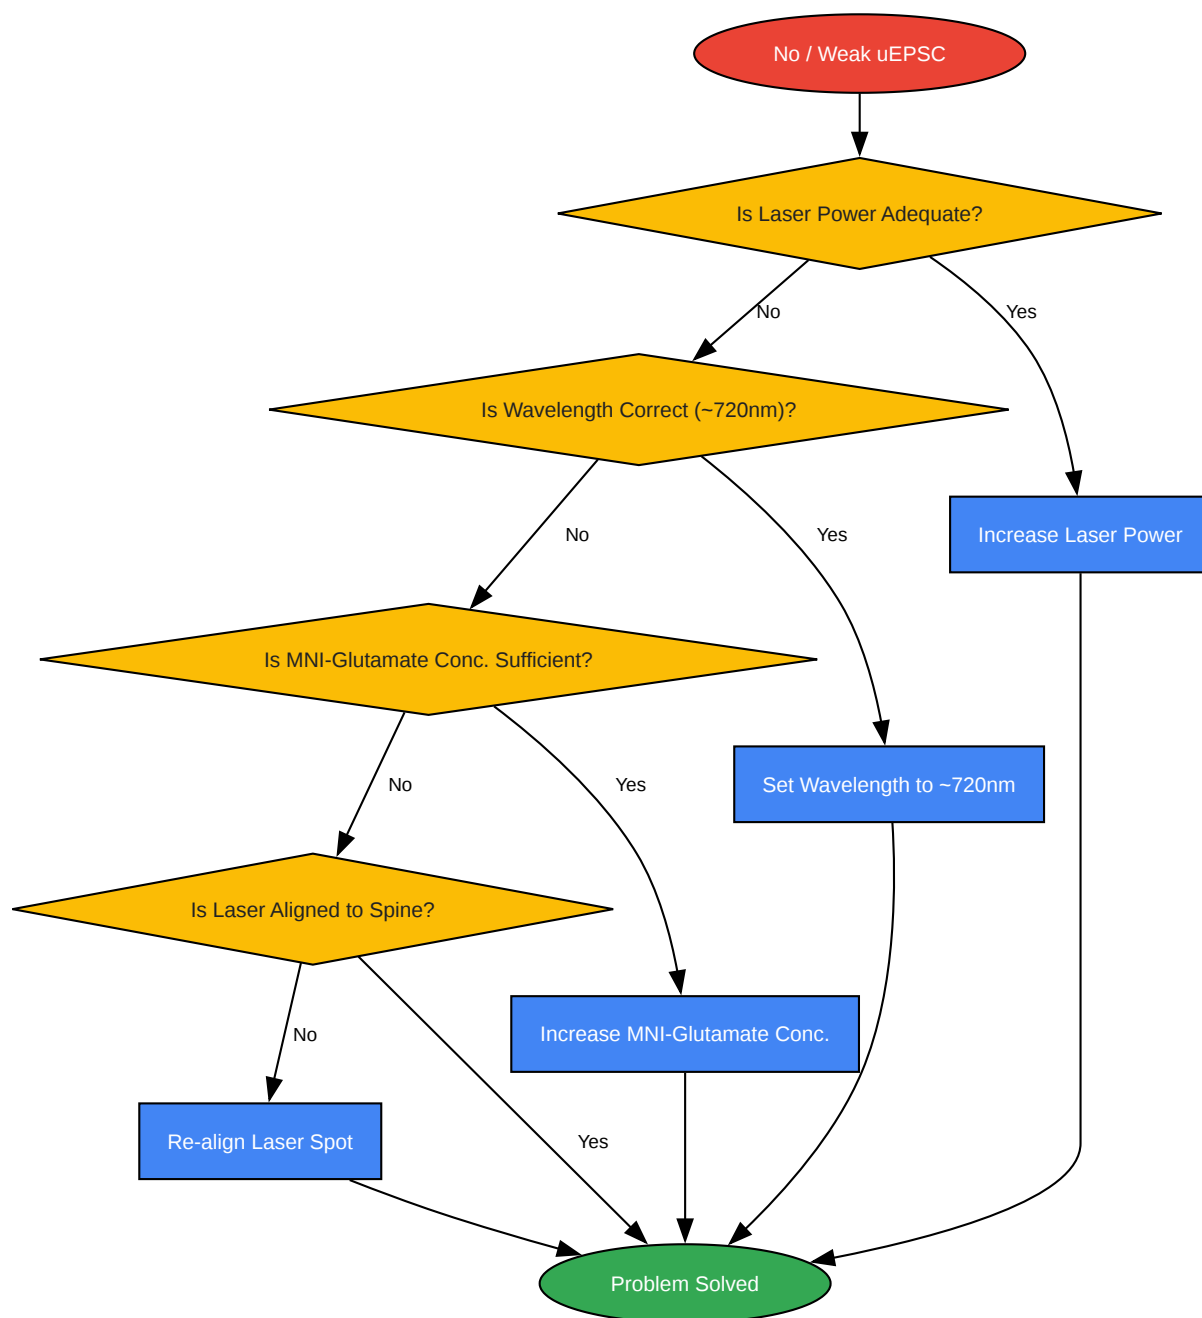 No / Weak uEPSC
Is Laser Power Adequate?
No
Yes
Is Wavelength Correct (~720nm)?
No
Yes
Increase Laser Power
Is MNI-Glutamate Conc. Sufficient?
No
Yes
Set Wavelength to ~720nm
Is Laser Aligned to Spine?
No
Increase MNI-Glutamate Conc.
Re-align Laser Spot
Yes
Problem Solved